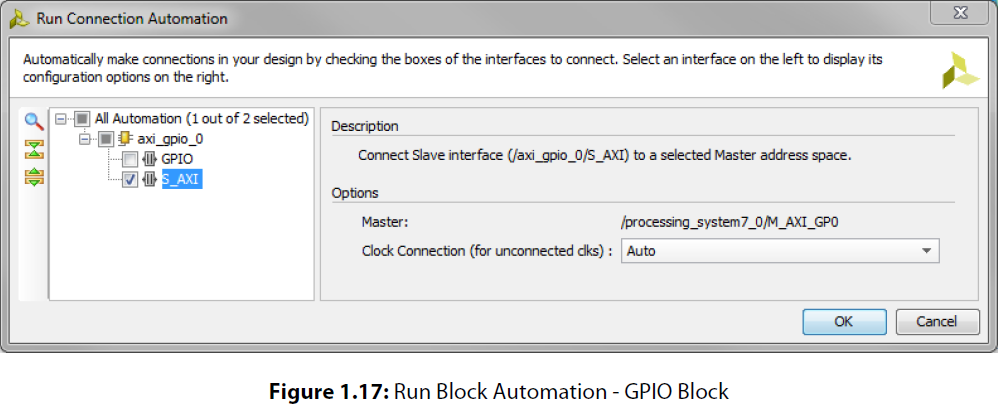 Run Connection Automation
Automatically make connections in your design by checking the boxes of the interfaces to connect. Select an interface on the left to display its
configuration options on the right.
All Automation (1 out of 2 selected)
axi_gpio_0
GPIO
S_AXI
Description
Connect Slave interface (/axi_gpio_0/S_AXI) to a selected Master address space.
Options
Master: /processing_system7_0/M_AXI_GP0
Clock Connection (for unconnected clks) : Auto
OK Cancel
Figure 1.17: Run Block Automation - GPIO Block